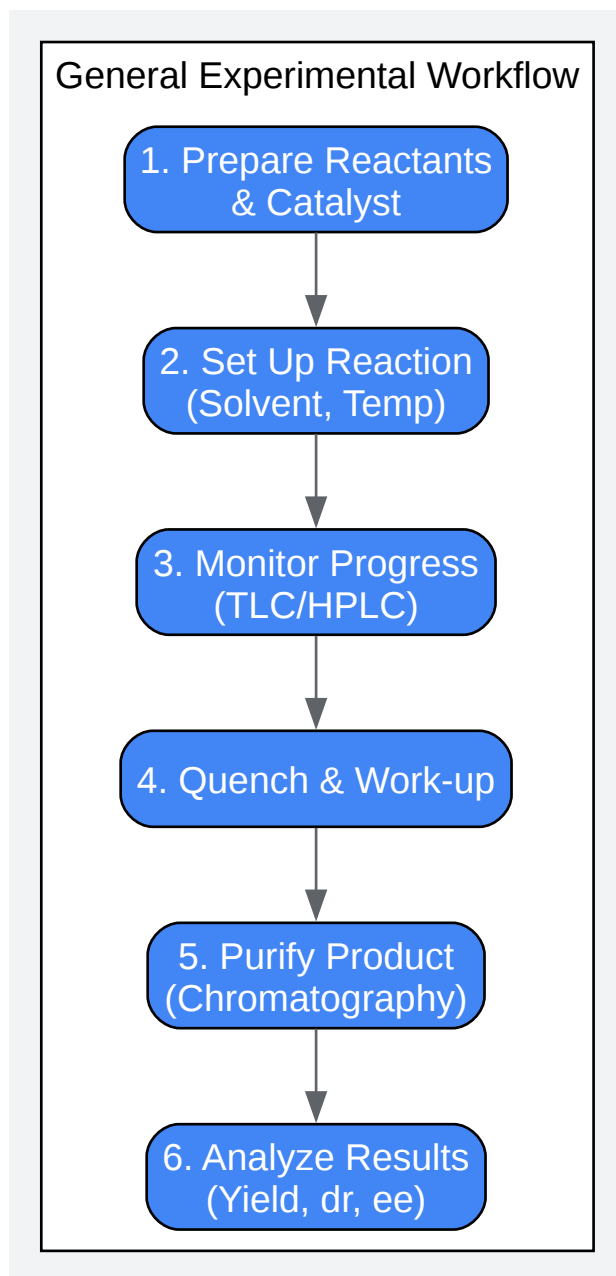 General Experimental Workflow
1. Prepare Reactants
& Catalyst
2. Set Up Reaction
(Solvent, Temp)
3. Monitor Progress
(TLC/HPLC)
4. Quench & Work-up
5. Purify Product
(Chromatography)
6. Analyze Results
(Yield, dr, ee)